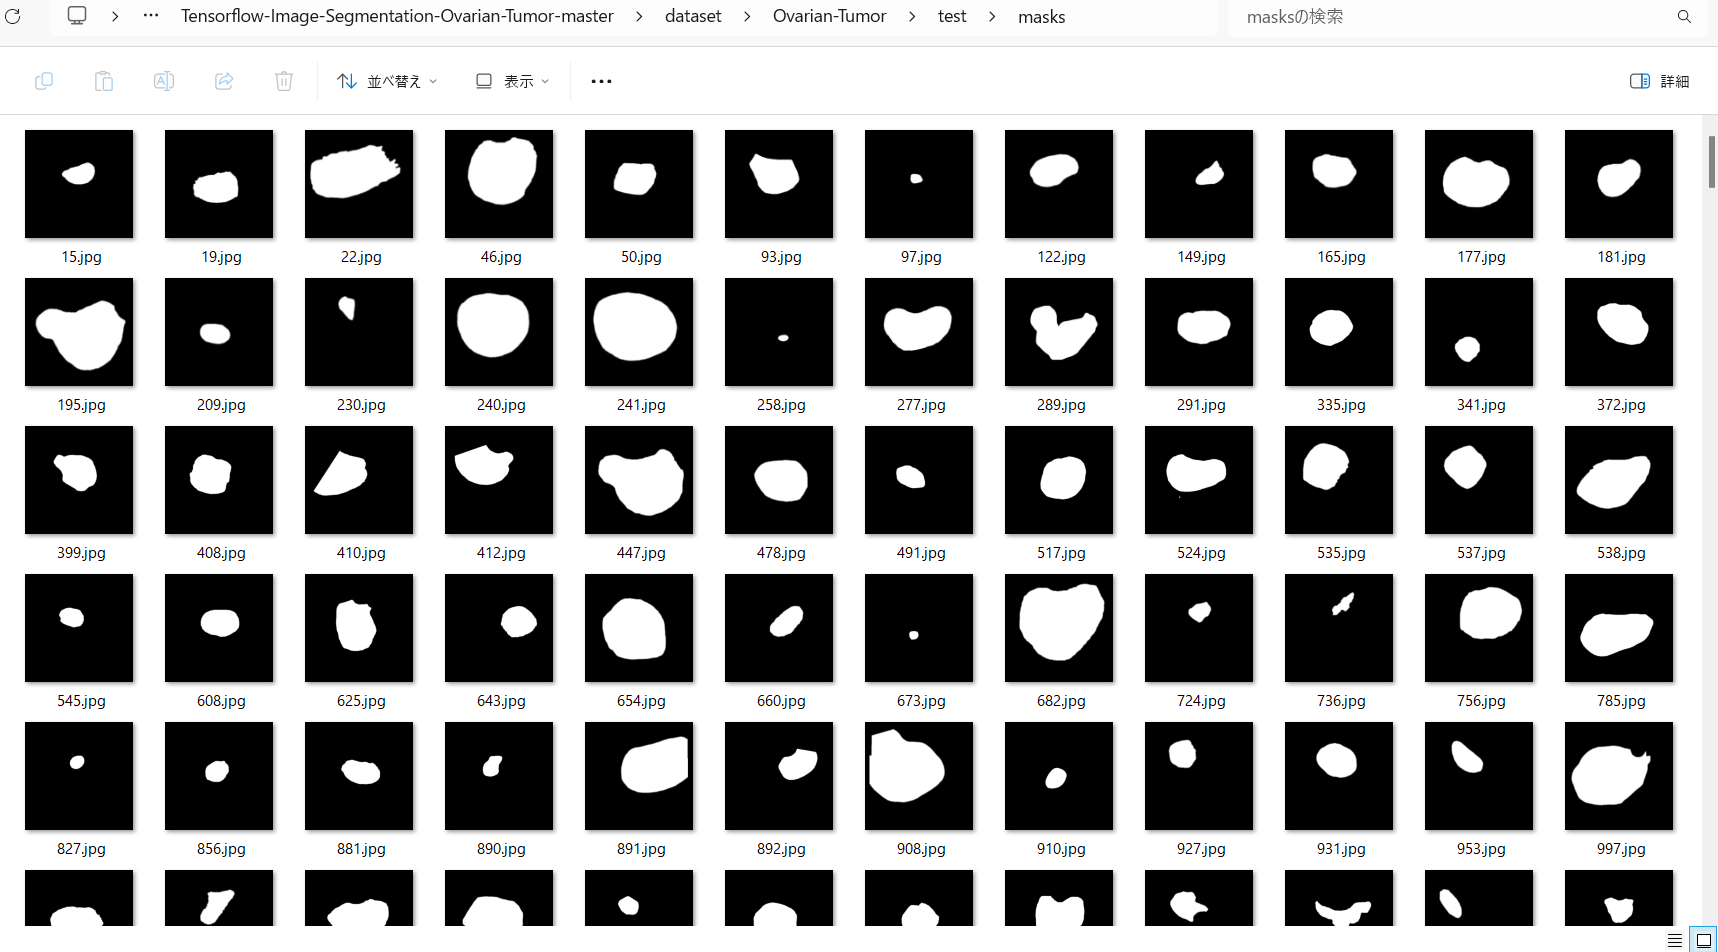 Tensorflow-Image-Segmentation-Ovarian-Tumor-master > dataset > Ovarian-Tumor > test > masks
masksの検索
並べ替え 表示 ... 詳細
15.jpg 19.jpg 22.jpg 46.jpg 50.jpg 93.jpg 97.jpg 122.jpg 149.jpg 165.jpg 177.jpg 181.jpg
195.jpg 209.jpg 230.jpg 240.jpg 241.jpg 258.jpg 277.jpg 289.jpg 291.jpg 335.jpg 341.jpg 372.jpg
399.jpg 408.jpg 410.jpg 412.jpg 447.jpg 478.jpg 491.jpg 517.jpg 524.jpg 535.jpg 537.jpg 538.jpg
545.jpg 608.jpg 625.jpg 643.jpg 654.jpg 660.jpg 673.jpg 682.jpg 724.jpg 736.jpg 756.jpg 785.jpg
827.jpg 856.jpg 881.jpg 890.jpg 891.jpg 892.jpg 908.jpg 910.jpg 927.jpg 931.jpg 953.jpg 997.jpg